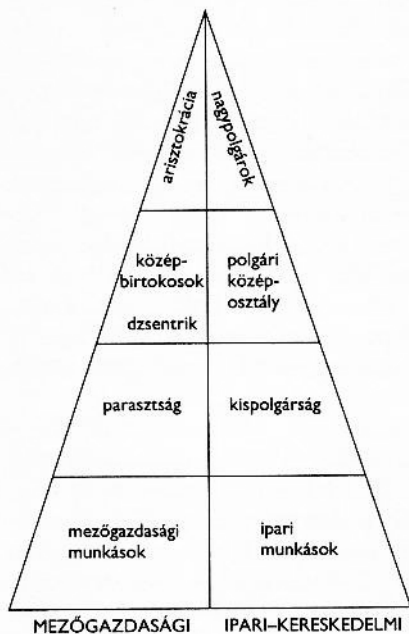 arisztokrácia
nagypolgárok
közép-
birtokosok
dzsentrik
polgári
közép-
osztály
parasztság
kispolgárság
mezőgazdasági
munkások
ipari
munkások
MEZŐGAZDASÁGI
IPARI–KERESKEDELMI